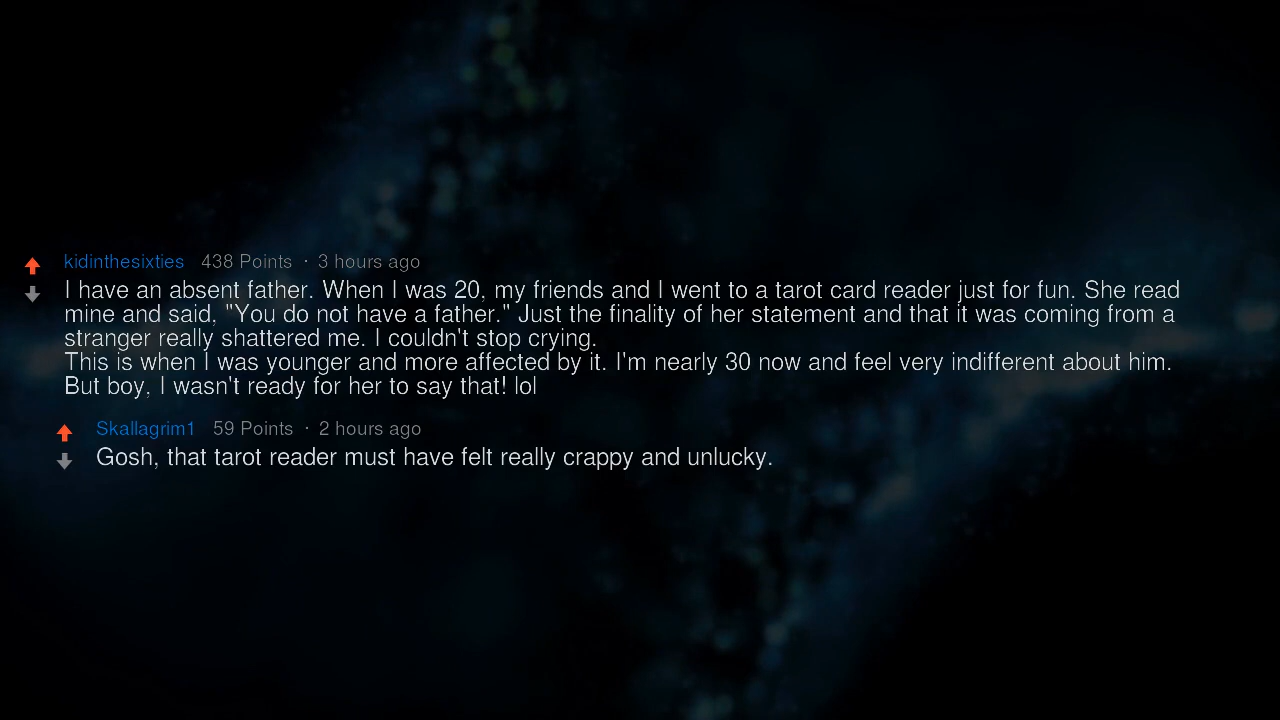 kidinthesixties 438 Points · 3 hours ago
I have an absent father. When I was 20, my friends and I went to a tarot card reader just for fun. She read
mine and said, "You do not have a father." Just the finality of her statement and that it was coming from a
stranger really shattered me. I couldn't stop crying.
This is when I was younger and more affected by it. I'm nearly 30 now and feel very indifferent about him.
But boy, I wasn't ready for her to say that! lol
Skallagrim1 59 Points · 2 hours ago
Gosh, that tarot reader must have felt really crappy and unlucky.